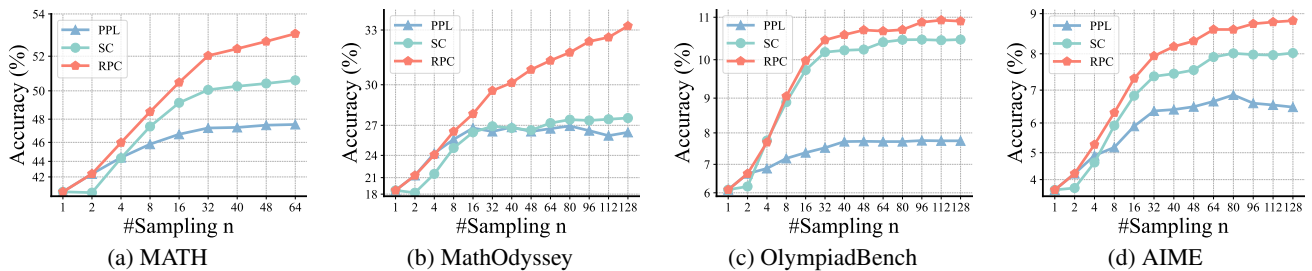 Accuracy (%)
54
52
50
48
46
44
42
PPL
SC
RPC
1 2 4 8 16 32 40 48 64
#Sampling n
(a) MATH
Accuracy (%)
33
30
27
24
21
18
PPL
SC
RPC
1 2 4 8 16 32 40 48 64 80 96 112 128
#Sampling n
(b) MathOdyssey
Accuracy (%)
11
10
9
8
7
6
PPL
SC
RPC
1 2 4 8 16 32 40 48 64 80 96 112 128
#Sampling n
(c) OlympiadBench
Accuracy (%)
9
8
7
6
5
4
PPL
SC
RPC
1 2 4 8 16 32 40 48 64 80 96 112 128
#Sampling n
(d) AIME